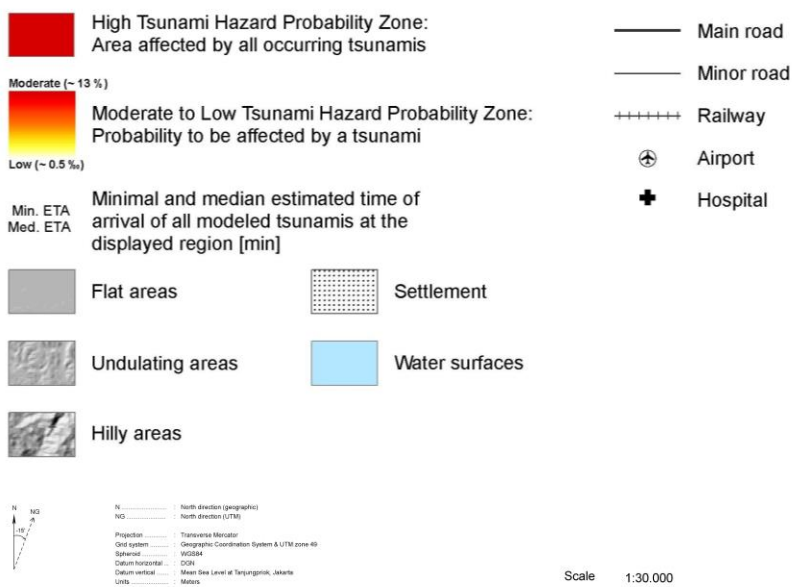 High Tsunami Hazard Probability Zone:
Area affected by all occurring tsunamis
Moderate (~ 13 %)
Moderate to Low Tsunami Hazard Probability Zone:
Probability to be affected by a tsunami
Low (~ 0.5 ‰)
Min. ETA
Med. ETA
Minimal and median estimated time of
arrival of all modeled tsunamis at the
displayed region [min]
Flat areas
Settlement
Undulating areas
Water surfaces
Hilly areas
Main road
Minor road
Railway
Airport
Hospital
N
NG
-15'
N .................... : North direction (geographic)
NG .................. : North direction (UTM)
Projection .......... : Transverse Mercator
Grid system ....... : Geographic Coordination System & UTM zone 49
Spheroid ............ : WGS84
Datum horizontal ... : DGN
Datum vertical ...... : Mean Sea Level at Tanjungpriok, Jakarta
Units ................ : Meters
Scale 1:30.000